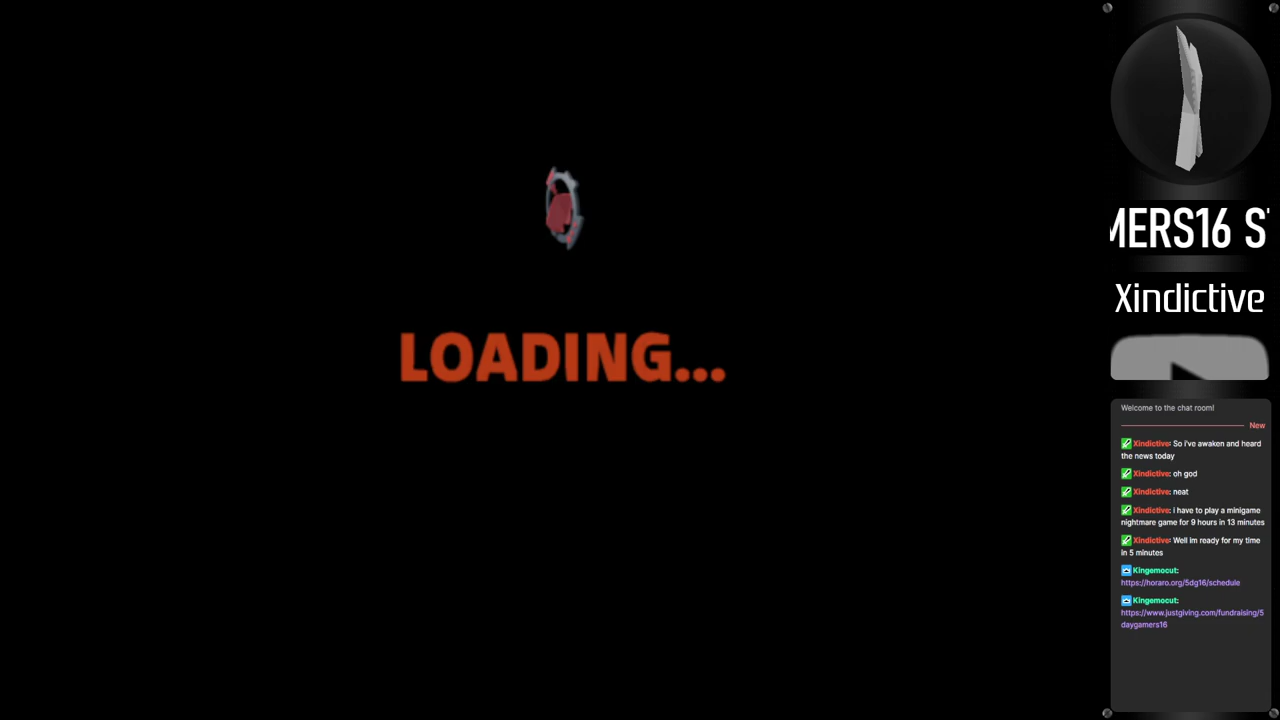 LOADING...
MERS16 S
Xindictive
Welcome to the chat room!
New
Xindictive: So i've awaken and heard
the news today
Xindictive: oh god
Xindictive: neat
Xindictive: i have to play a minigame
nightmare game for 9 hours in 13 minutes
Xindictive: Well Im ready for my time
in 5 minutes
Kingemocut:
https://horaro.org/5dg16/schedule
Kingemocut:
https://www.justgiving.com/fundraising/5
daygamers16